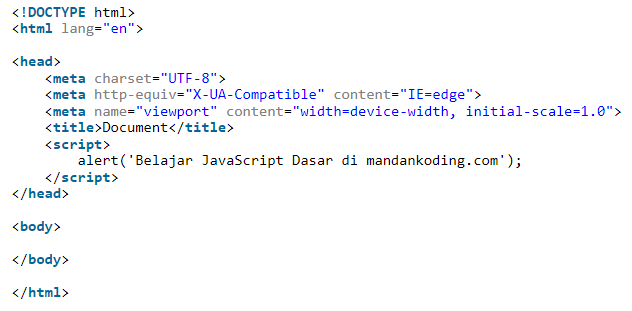 <!DOCTYPE html>
<html lang="en">
<head>
<meta charset="UTF-8">
<meta http-equiv="X-UA-Compatible" content="IE=edge">
<meta name="viewport" content="width=device-width, initial-scale=1.0">
<title>Document</title>
<script>
alert('Belajar JavaScript Dasar di mandankoding.com');
</script>
</head>
<body>
</body>
</html>